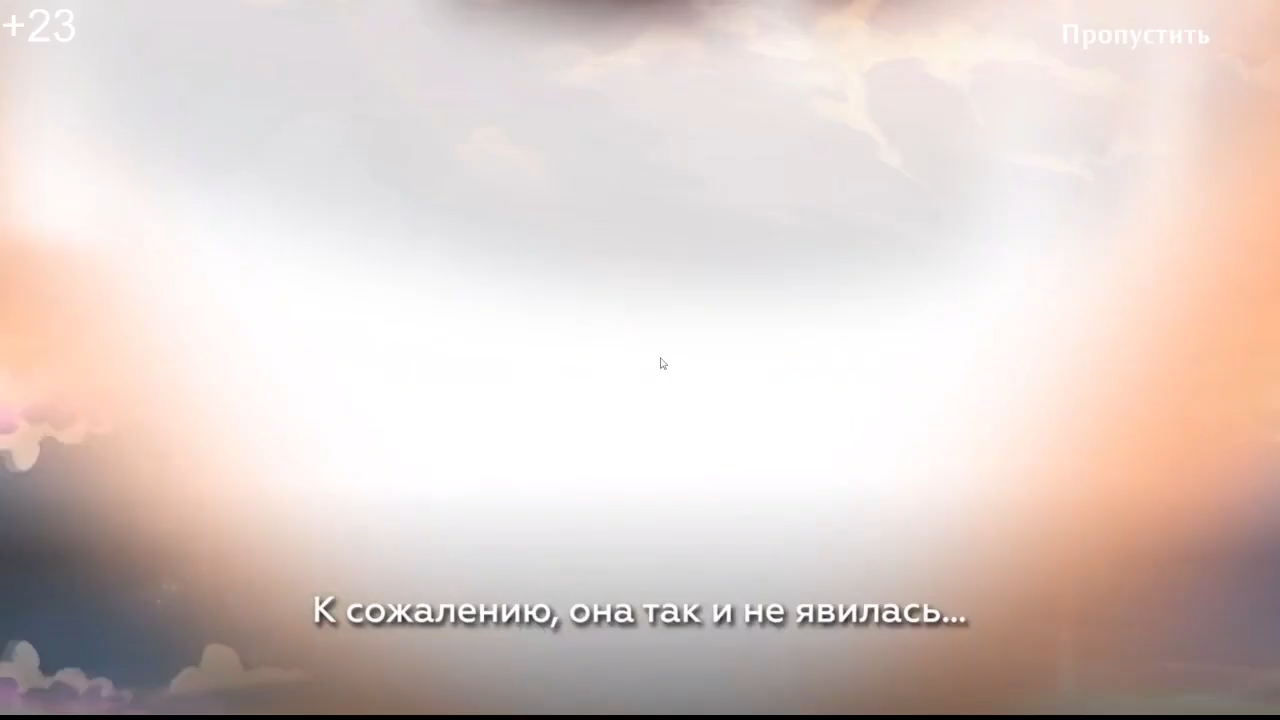 +23
Пропустить
К сожалению, она так и не явилась...